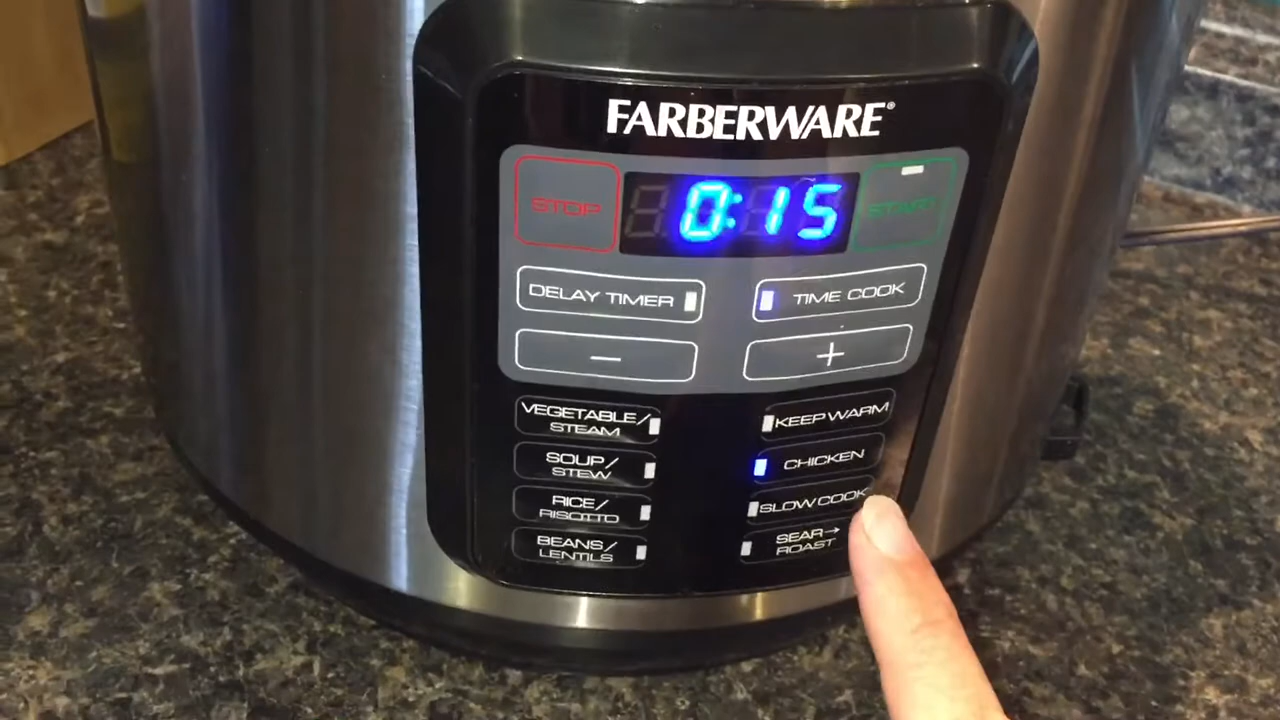 FARBERWARE®
STOP
0:15
START
DELAY TIMER
TIME COOK
—
+
VEGETABLE/
STEAM
KEEP WARM
SOUP/
STEW
CHICKEN
RICE/
RISOTTO
SLOW COOK
BEANS/
LENTILS
SEAR→
ROAST